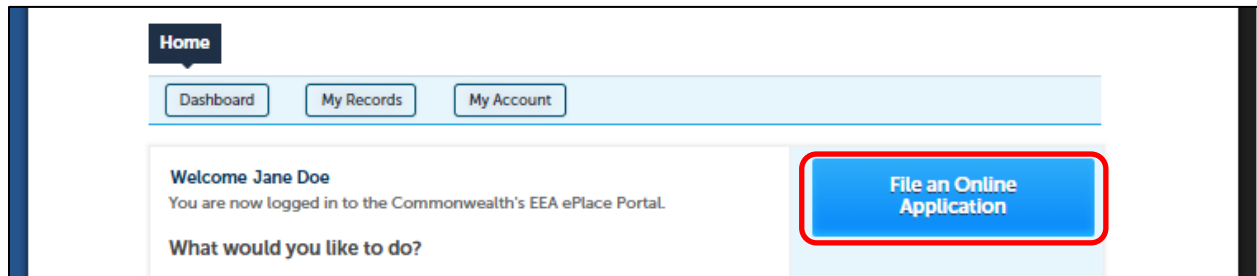 Home
Dashboard My Records My Account
Welcome Jane Doe
You are now logged in to the Commonwealth's EEA ePlace Portal.
What would you like to do?
File an Online
Application